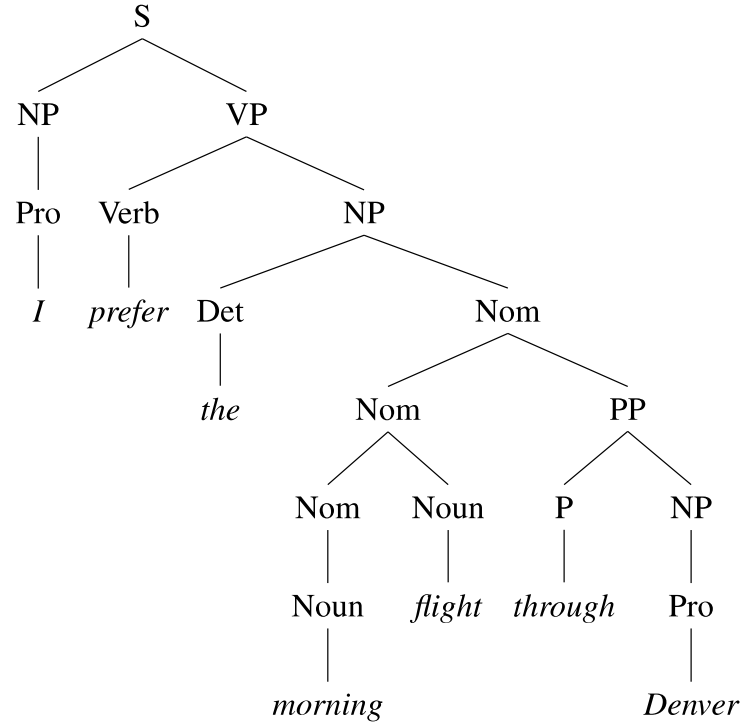 S
NP VP
Pro Verb NP
I prefer Det Nom
the Nom PP
Nom Noun P NP
Noun flight through Pro
morning Denver